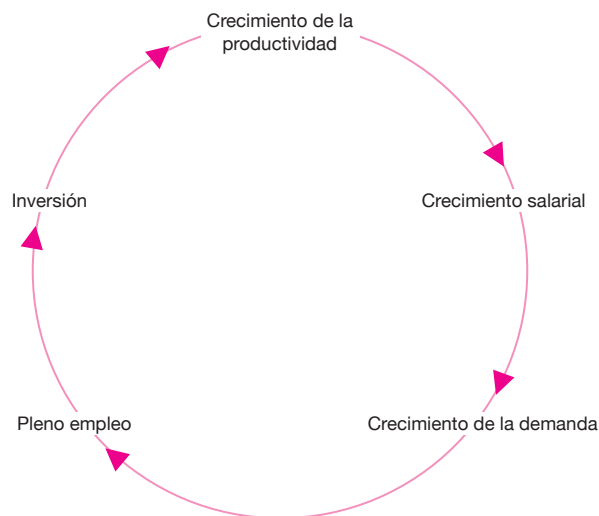 Crecimiento de la
productividad
Inversión
Crecimiento salarial
Pleno empleo
Crecimiento de la demanda